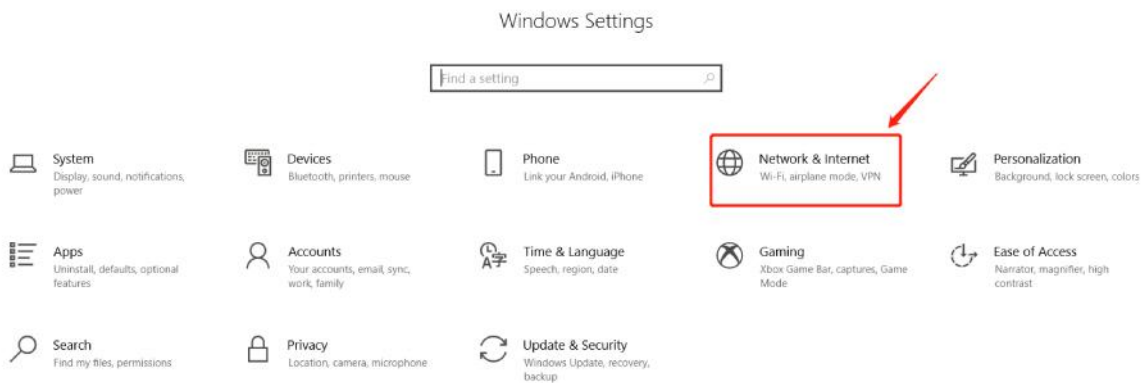 Windows Settings
Find a setting
System
Display, sound, notifications,
power
Devices
Bluetooth, printers, mouse
Phone
Link your Android, iPhone
Network & Internet
Wi-Fi, airplane mode, VPN
Personalization
Background, lock screen, colors
Apps
Uninstall, defaults, optional
features
Accounts
Your accounts, email, sync,
work, family
Time & Language
Speech, region, date
Gaming
Xbox Game Bar, captures, Game
Mode
Ease of Access
Narrator, magnifier, high
contrast
Search
Find my files, permissions
Privacy
Location, camera, microphone
Update & Security
Windows Update, recovery,
backup